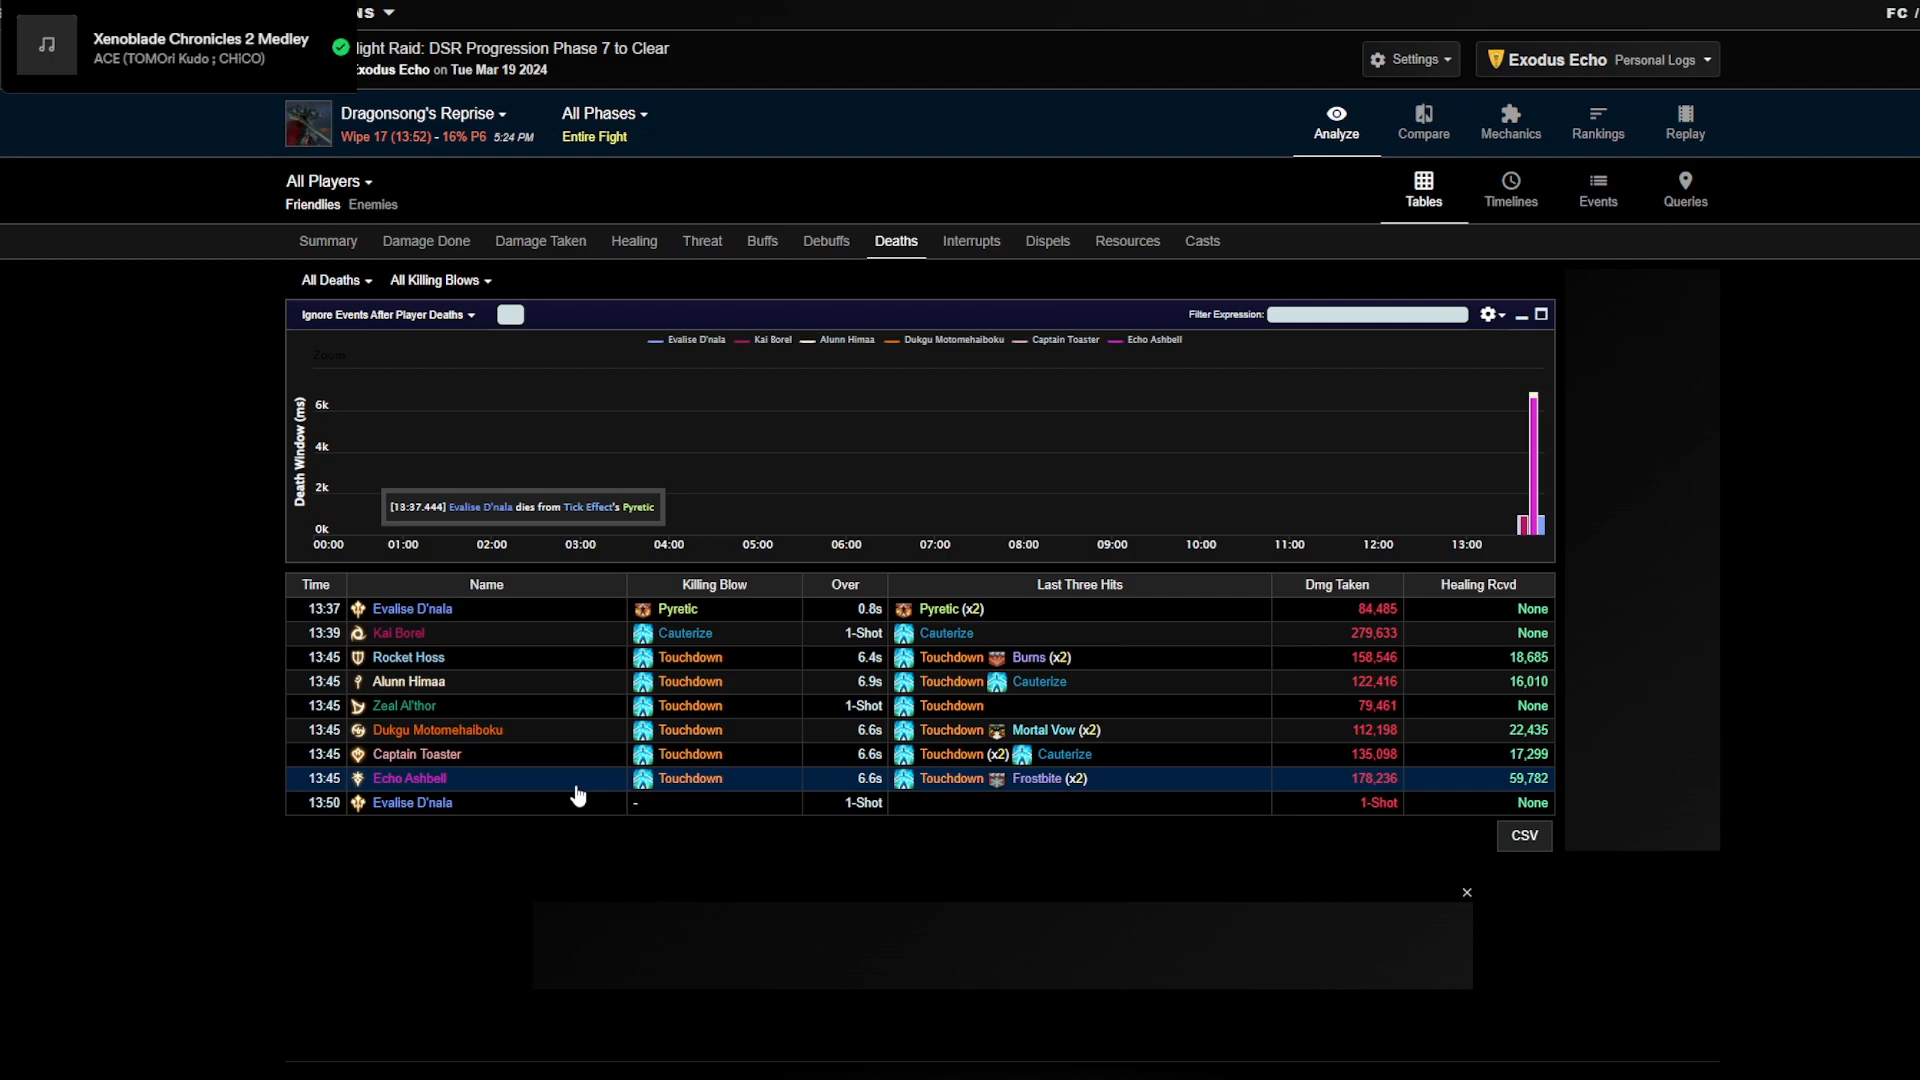 Xenoblade Chronicles 2 Medley
ACE (TOMOri Kudo ; CHiCO)
NS
FC /
light Raid: DSR Progression Phase 7 to Clear
Exodus Echo on Tue Mar 19 2024
Settings
Exodus Echo Personal Logs
Dragonsong's Reprise
Wipe 17 (13:52) - 16% P6 5:24 PM
All Phases
Entire Fight
Analyze
Compare
Mechanics
Rankings
Replay
All Players
Friendlies Enemies
Tables
Timelines
Events
Queries
Summary Damage Done Damage Taken Healing Threat Buffs Debuffs Deaths Interrupts Dispels Resources Casts
All Deaths All Killing Blows
Ignore Events After Player Deaths
Filter Expression:
Evalise D'nala Kai Borel Alunn Himaa Dukgu Motomehaiboku Captain Toaster Echo Ashbell
Zoom
Death Window (ms)
6k
4k
2k
0k
[13:37.444] Evalise D'nala dies from Tick Effect's Pyretic
00:00 01:00 02:00 03:00 04:00 05:00 06:00 07:00 08:00 09:00 10:00 11:00 12:00 13:00
Time Name Killing Blow Over Last Three Hits Dmg Taken Healing Rcvd
13:37 Evalise D'nala Pyretic 0.8s Pyretic (x2) 84,485 None
13:39 Kai Borel Cauterize 1-Shot Cauterize 279,633 None
13:45 Rocket Hoss Touchdown 6.4s Touchdown Burns (x2) 158,546 18,685
13:45 Alunn Himaa Touchdown 6.9s Touchdown Cauterize 122,416 16,010
13:45 Zeal Al'thor Touchdown 1-Shot Touchdown 79,461 None
13:45 Dukgu Motomehaiboku Touchdown 6.6s Touchdown Mortal Vow (x2) 112,198 22,435
13:45 Captain Toaster Touchdown 6.6s Touchdown (x2) Cauterize 135,098 17,299
13:45 Echo Ashbell Touchdown 6.6s Touchdown Frostbite (x2) 178,236 59,782
13:50 Evalise D'nala - 1-Shot 1-Shot None
CSV